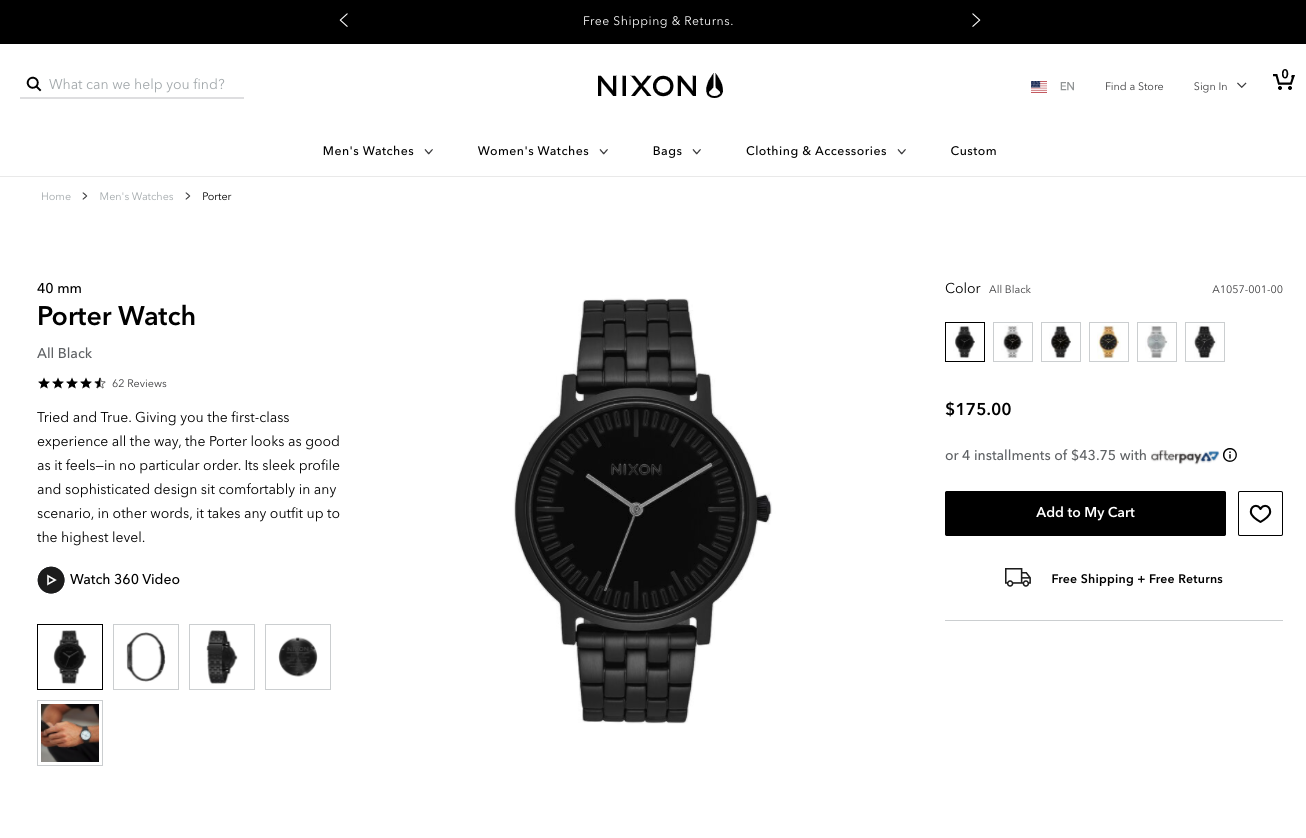 Free Shipping & Returns.
What can we help you find?
NIXON
EN
Find a Store
Sign In
0
Men's Watches
Women's Watches
Bags
Clothing & Accessories
Custom
Home
Men's Watches
Porter
40 mm
Porter Watch
All Black
62 Reviews
Tried and True. Giving you the first-class
experience all the way, the Porter looks as good
as it feels—in no particular order. Its sleek profile
and sophisticated design sit comfortably in any
scenario, in other words, it takes any outfit up to
the highest level.
Watch 360 Video
NIXON
Color All Black
A1057-001-00
$175.00
or 4 installments of $43.75 with afterpay
Add to My Cart
Free Shipping + Free Returns